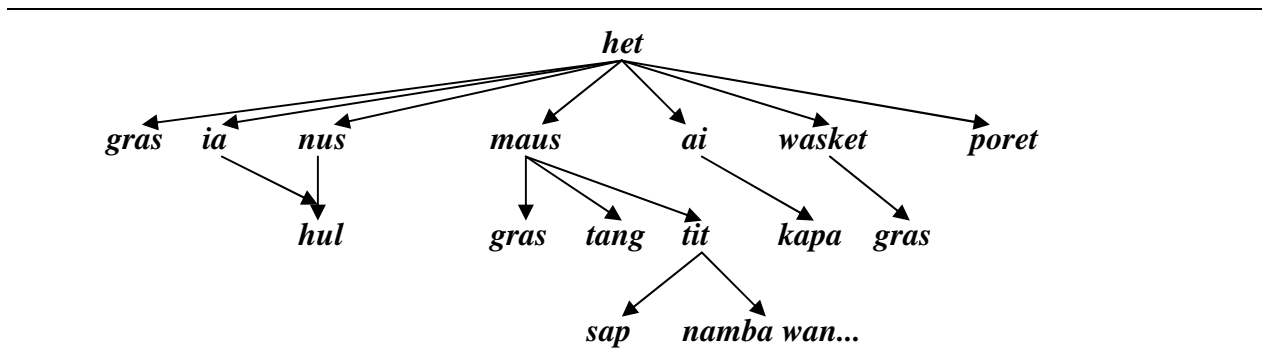 het
gras ia nus maus ai wasket poret
hul gras tang tit kapa gras
sap namba wan...